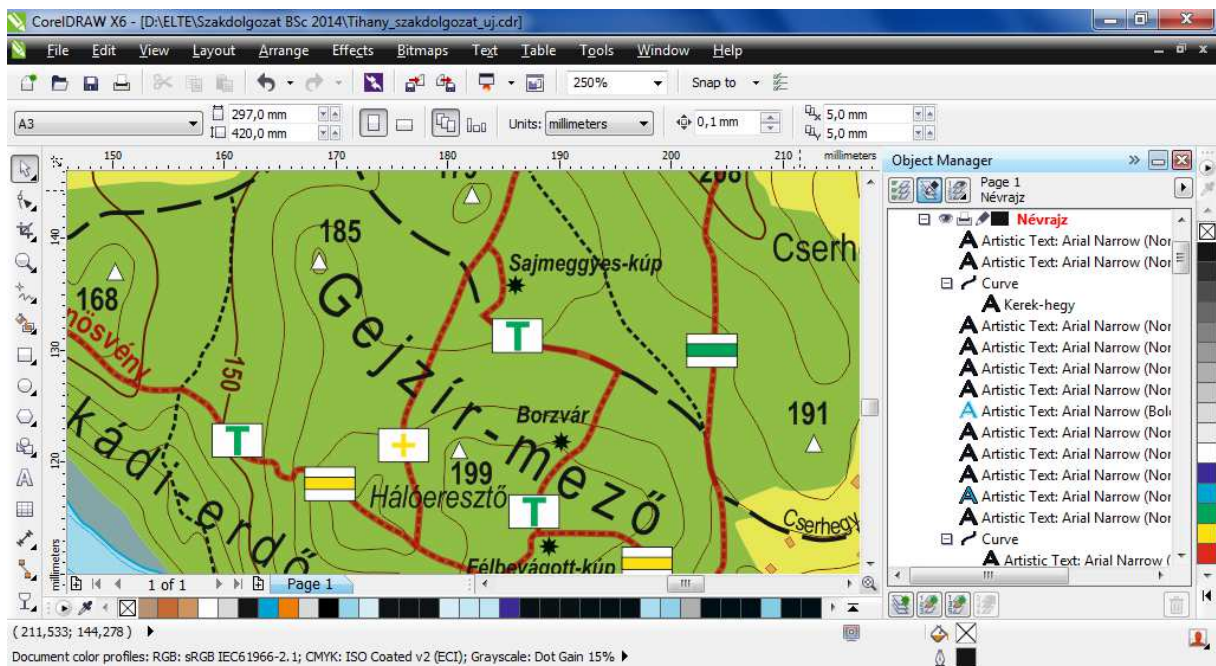 CorelDRAW X6 - [D:\ELTE\Szakdolgozat BSc 2014\Tihany_szakdolgozat_uj.cdr]
File Edit View Layout Arrange Effects Bitmaps Text Table Tools Window Help
250% Snap to
A3 297,0 mm 420,0 mm Units: millimeters 0,1 mm 5,0 mm 5,0 mm
150 160 170 180 190 200 210 millimeters
140
130
120
millimeters
185
168
Sajmeggyes-kúp
Cserh
T
nösvény
150
Gejzír-mező
Borzvár
191
T
199
Hálóeresztő
kádi-erdő
T
Cserhegy
Félbevágott-kúp
1 of 1 Page 1
Object Manager
Page 1
Névrajz
Névrajz
Artistic Text: Arial Narrow (Nor
Artistic Text: Arial Narrow (Nor
Curve
Kerek-hegy
Artistic Text: Arial Narrow (Nor
Artistic Text: Arial Narrow (Nor
Artistic Text: Arial Narrow (Nor
Artistic Text: Arial Narrow (Nor
Artistic Text: Arial Narrow (Bold
Artistic Text: Arial Narrow (Nor
Artistic Text: Arial Narrow (Nor
Artistic Text: Arial Narrow (Nor
Artistic Text: Arial Narrow (Nor
Artistic Text: Arial Narrow (Nor
Curve
Artistic Text: Arial Narrow (
( 211,533; 144,278 )
Document color profiles: RGB: sRGB IEC61966-2.1; CMYK: ISO Coated v2 (ECI); Grayscale: Dot Gain 15%